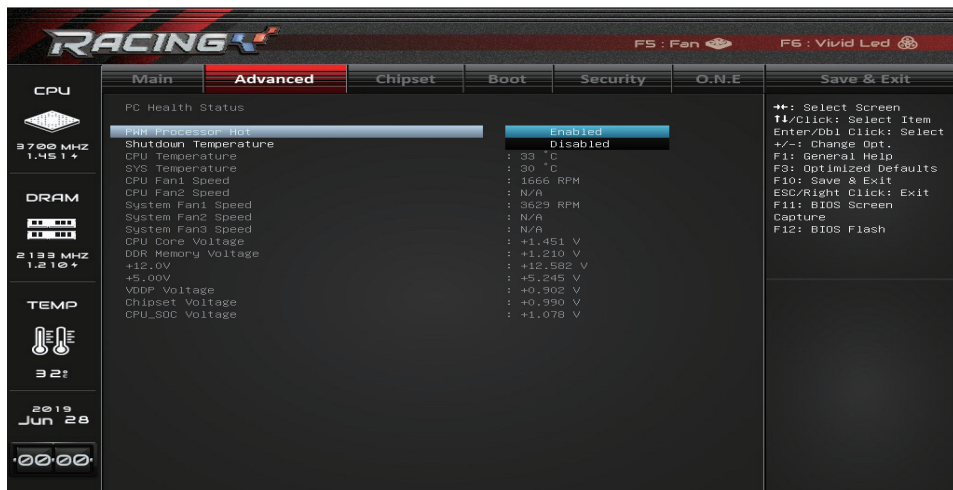 RACING
F5 : Fan
F6 : Vivid Led
Main Advanced Chipset Boot Security O.N.E Save & Exit
CPU
3700 MHZ
1.451
DRAM
2133 MHZ
1.210
TEMP
32
2019
Jun 28
00:00
PC Health Status
PWM Processor Hot Enabled
Shutdown Temperature Disabled
CPU Temperature : 33 °C
SYS Temperature : 30 °C
CPU Fan1 Speed : 1666 RPM
CPU Fan2 Speed : N/A
System Fan1 Speed : 3629 RPM
System Fan2 Speed : N/A
System Fan3 Speed : N/A
CPU Core Voltage : +1.451 V
DDR Memory Voltage : +1.210 V
+12.0V : +12.582 V
+5.00V : +5.245 V
VDDP Voltage : +0.902 V
Chipset Voltage : +0.990 V
CPU_SOC Voltage : +1.078 V
→←: Select Screen
↑↓/Click: Select Item
Enter/Dbl Click: Select
+/-: Change Opt.
F1: General Help
F3: Optimized Defaults
F10: Save & Exit
ESC/Right Click: Exit
F11: BIOS Screen
Capture
F12: BIOS Flash